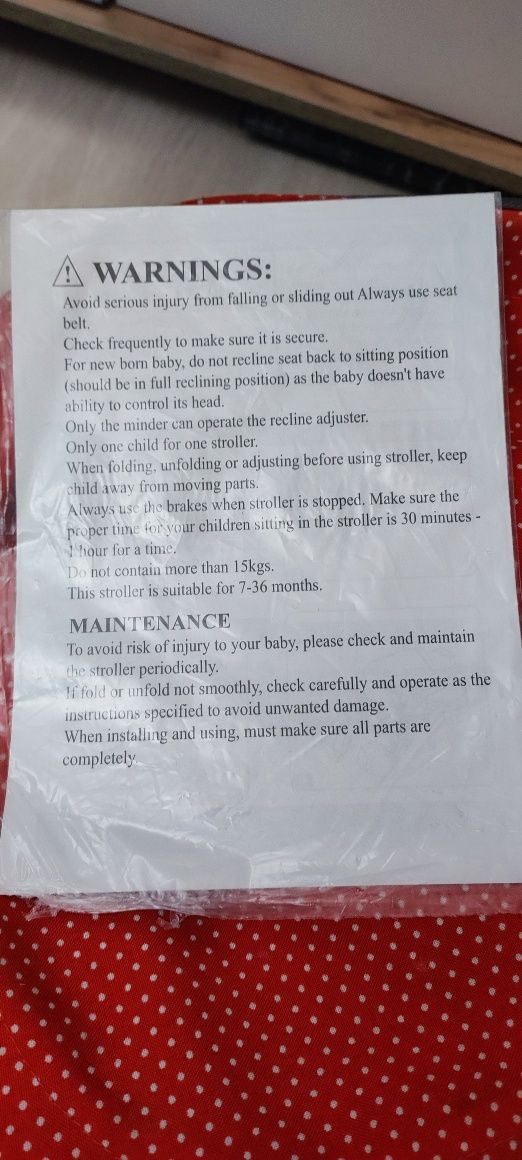 WARNINGS:
Avoid serious injury from falling or sliding out Always use seat
belt.
Check frequently to make sure it is secure.
For new born baby, do not recline seat back to sitting position
(should be in full reclining position) as the baby doesn't have
ability to control its head.
Only the minder can operate the recline adjuster.
Only one child for one stroller.
When folding, unfolding or adjusting before using stroller, keep
child away from moving parts.
Always use the brakes when stroller is stopped. Make sure the
proper time for your children sitting in the stroller is 30 minutes -
1 hour for a time.
Do not contain more than 15kgs.
This stroller is suitable for 7-36 months.
MAINTENANCE
To avoid risk of injury to your baby, please check and maintain
the stroller periodically.
If fold or unfold not smoothly, check carefully and operate as the
instructions specified to avoid unwanted damage.
When installing and using, must make sure all parts are
completely.